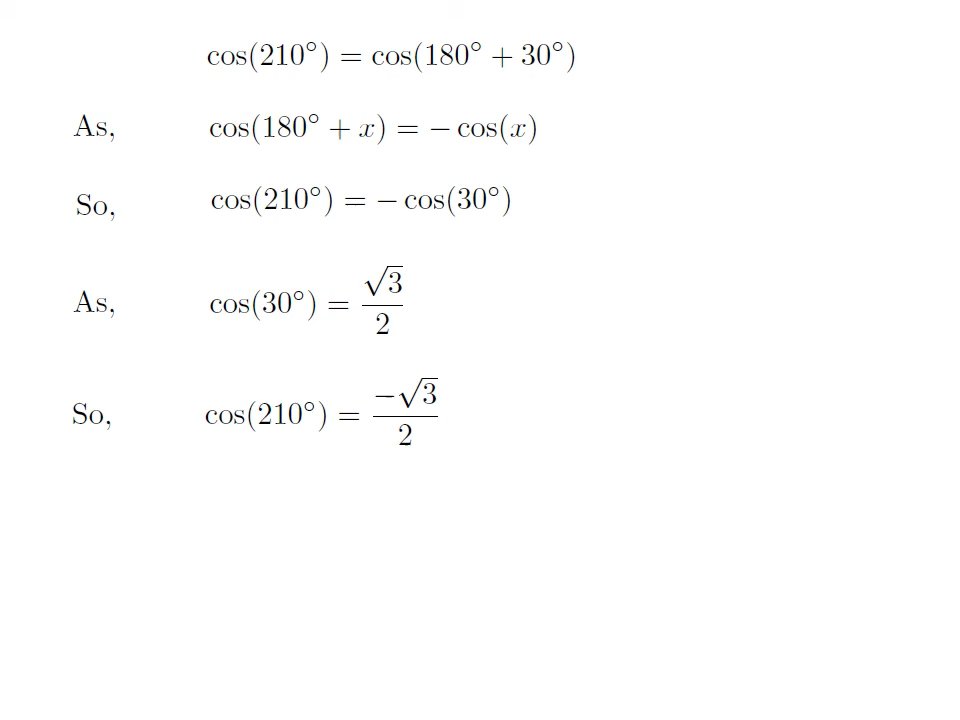 cos(210°) = cos(180° + 30°)
As, cos(180° + x) = − cos(x)
So, cos(210°) = − cos(30°)
As, cos(30°) = √3/2
So, cos(210°) = −√3/2